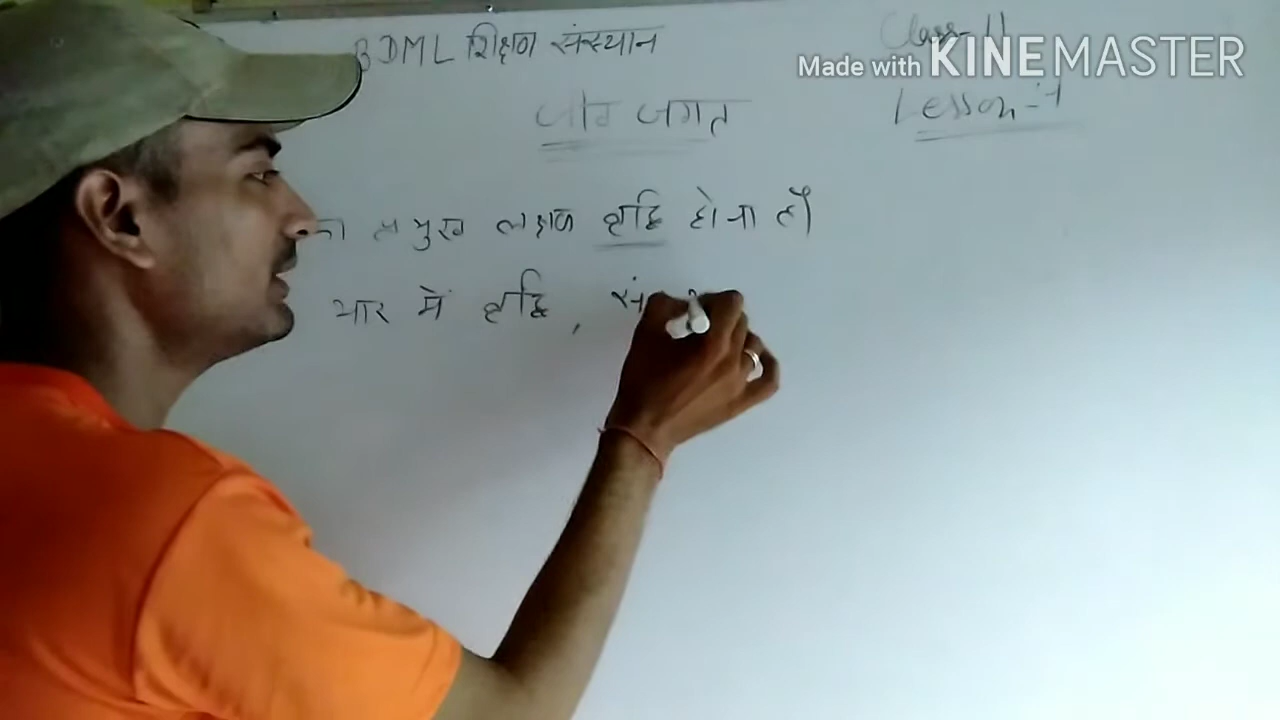 BDML शिक्षण संस्थान
Class-11
Made with KINEMASTER
जीव जगत
Lesson-1
का प्रमुख लक्षण वृद्धि होना है
भार में वृद्धि, सं